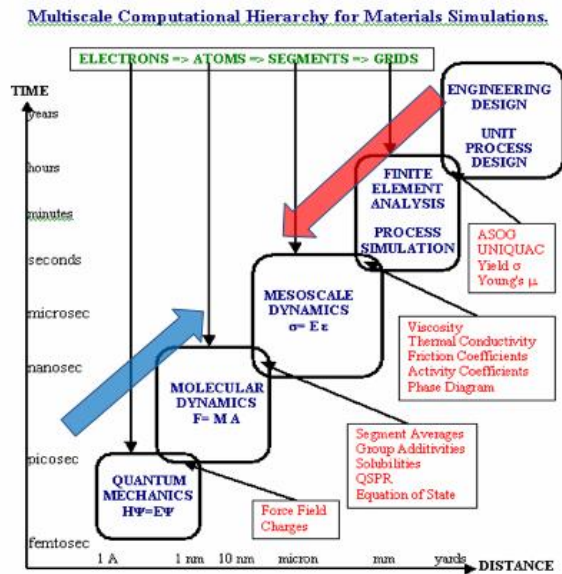 Multiscale Computational Hierarchy for Materials Simulations.
ELECTRONS => ATOMS => SEGMENTS => GRIDS
TIME
years
hours
minutes
seconds
microsec
nanosec
picosec
femtosec
ENGINEERING
DESIGN
UNIT
PROCESS
DESIGN
FINITE
ELEMENT
ANALYSIS
PROCESS
SIMULATION
ASOG
UNIQUAC
Yield σ
Young's μ
MESOSCALE
DYNAMICS
σ= E ε
Viscosity
Thermal Conductivity
Friction Coefficients
Activity Coefficients
Phase Diagram
MOLECULAR
DYNAMICS
F= M A
Segment Averages
Group Additivities
Solubilities
QSPR
Equation of State
QUANTUM
MECHANICS
HΨ=EΨ
Force Field
Charges
1 A 1 nm 10 nm micron mm yards
DISTANCE